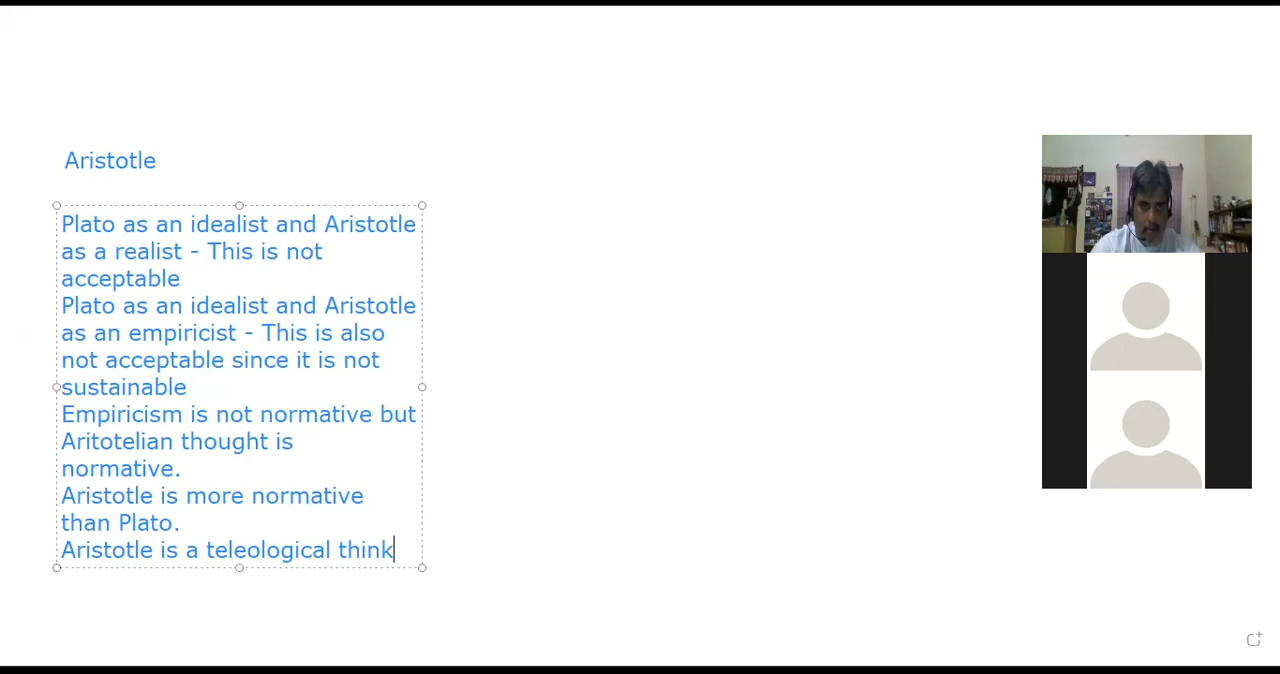 Aristotle
Plato as an idealist and Aristotle
as a realist - This is not
acceptable
Plato as an idealist and Aristotle
as an empiricist - This is also
not acceptable since it is not
sustainable
Empiricism is not normative but
Aritotelian thought is
normative.
Aristotle is more normative
than Plato.
Aristotle is a teleological think